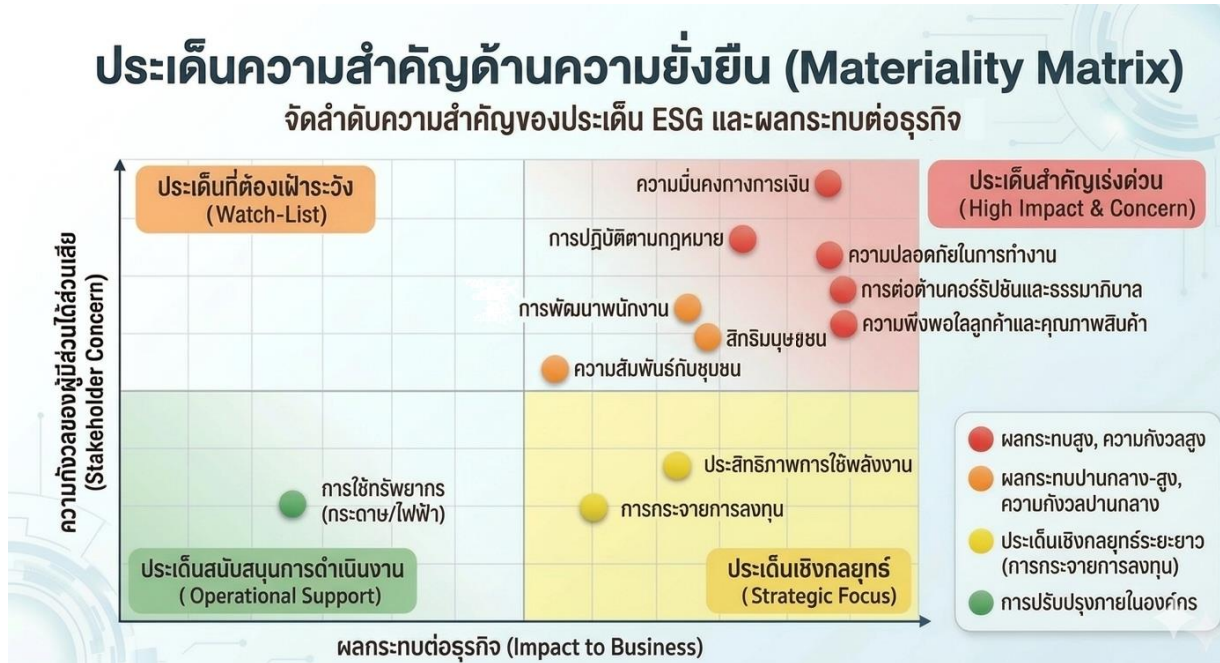 ประเด็นความสำคัญด้านความยั่งยืน (Materiality Matrix)
จัดลำดับความสำคัญของประเด็น ESG และผลกระทบต่อธุรกิจ
ประเด็นที่ต้องเฝ้าระวัง
(Watch-List)
ประเด็นสำคัญเร่งด่วน
(High Impact & Concern)
ความมั่นคงทางการเงิน
การปฏิบัติตามกฎหมาย
ความปลอดภัยในการทำงาน
การต่อต้านคอร์รัปชันและธรรมาภิบาล
การพัฒนาพนักงาน
ความพึงพอใลลูกค้าและคุณภาพสินค้า
สิกธิมบุษยชน
ความสัมพันธ์กับชุบชน
ความกังวลของผู้มีส่วนได้ส่วนเสีย
(Stakeholder Concern)
ประสิทธิภาพการใช้พลังงาน
การใช้ทรัพยากร
(กระดาษ/ไฟฟ้า)
การกระจายการลงทุน
ประเด็นสนับสนุนการดำเนินงาน
(Operational Support)
ประเด็นเชิงกลยุทธ์
(Strategic Focus)
ผลกระทบต่อธุรกิจ (Impact to Business)
ผลกระทบสูง, ความกังวลสูง
ผลกระทบปานกลาง-สูง,
ความกังวลปานกลาง
ประเด็นเชิงกลยุทธ์ระยะยาว
(การกระจายการลงทุน)
การปรับปรุงภายในองค์กร